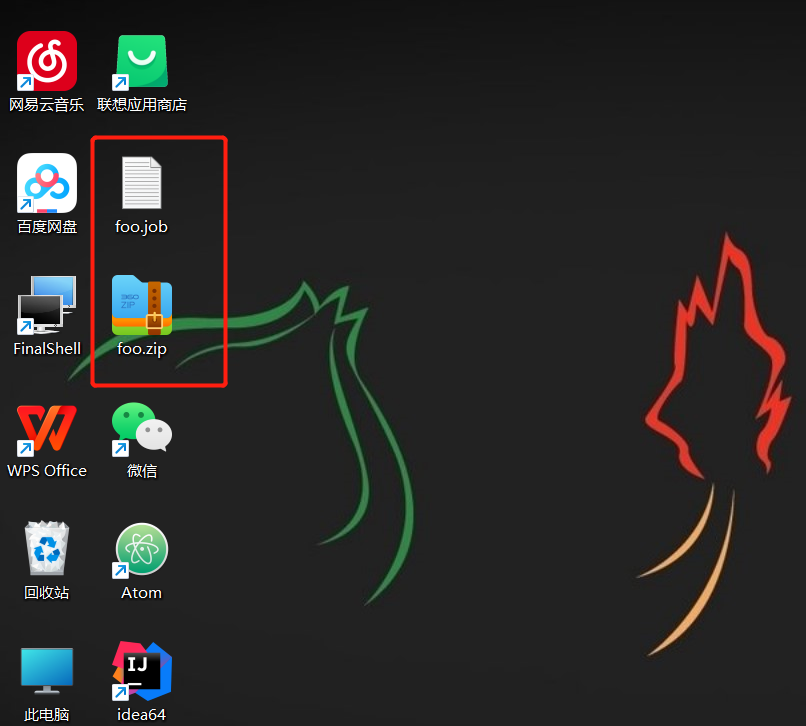 网易云音乐
联想应用商店
百度网盘
foo.job
360
ZIP
FinalShell
foo.zip
WPS Office
微信
回收站
Atom
IJ
此电脑
idea64